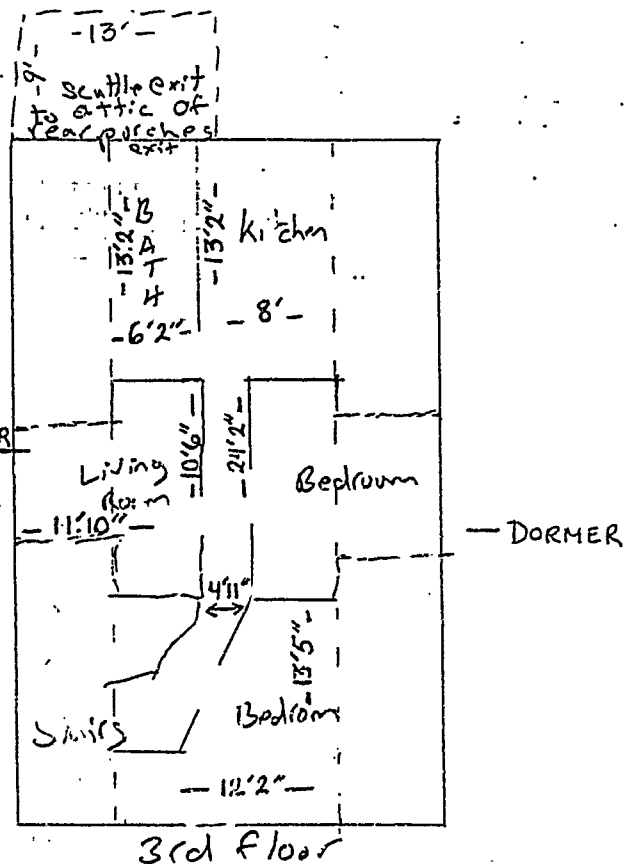 -13'-
-9'-
scuttle exit
to attic of
rear porches
exit
BATH
-13'2"-
-13'2"-
Kitchen
-6'2"-
-8'-
R
Living
Room
-10'6"-
-24'2"-
Bedroom
-11'10"-
DORMER
4'11"
-13'5"-
Stairs
Bedroom
-12'2"-
3rd floor